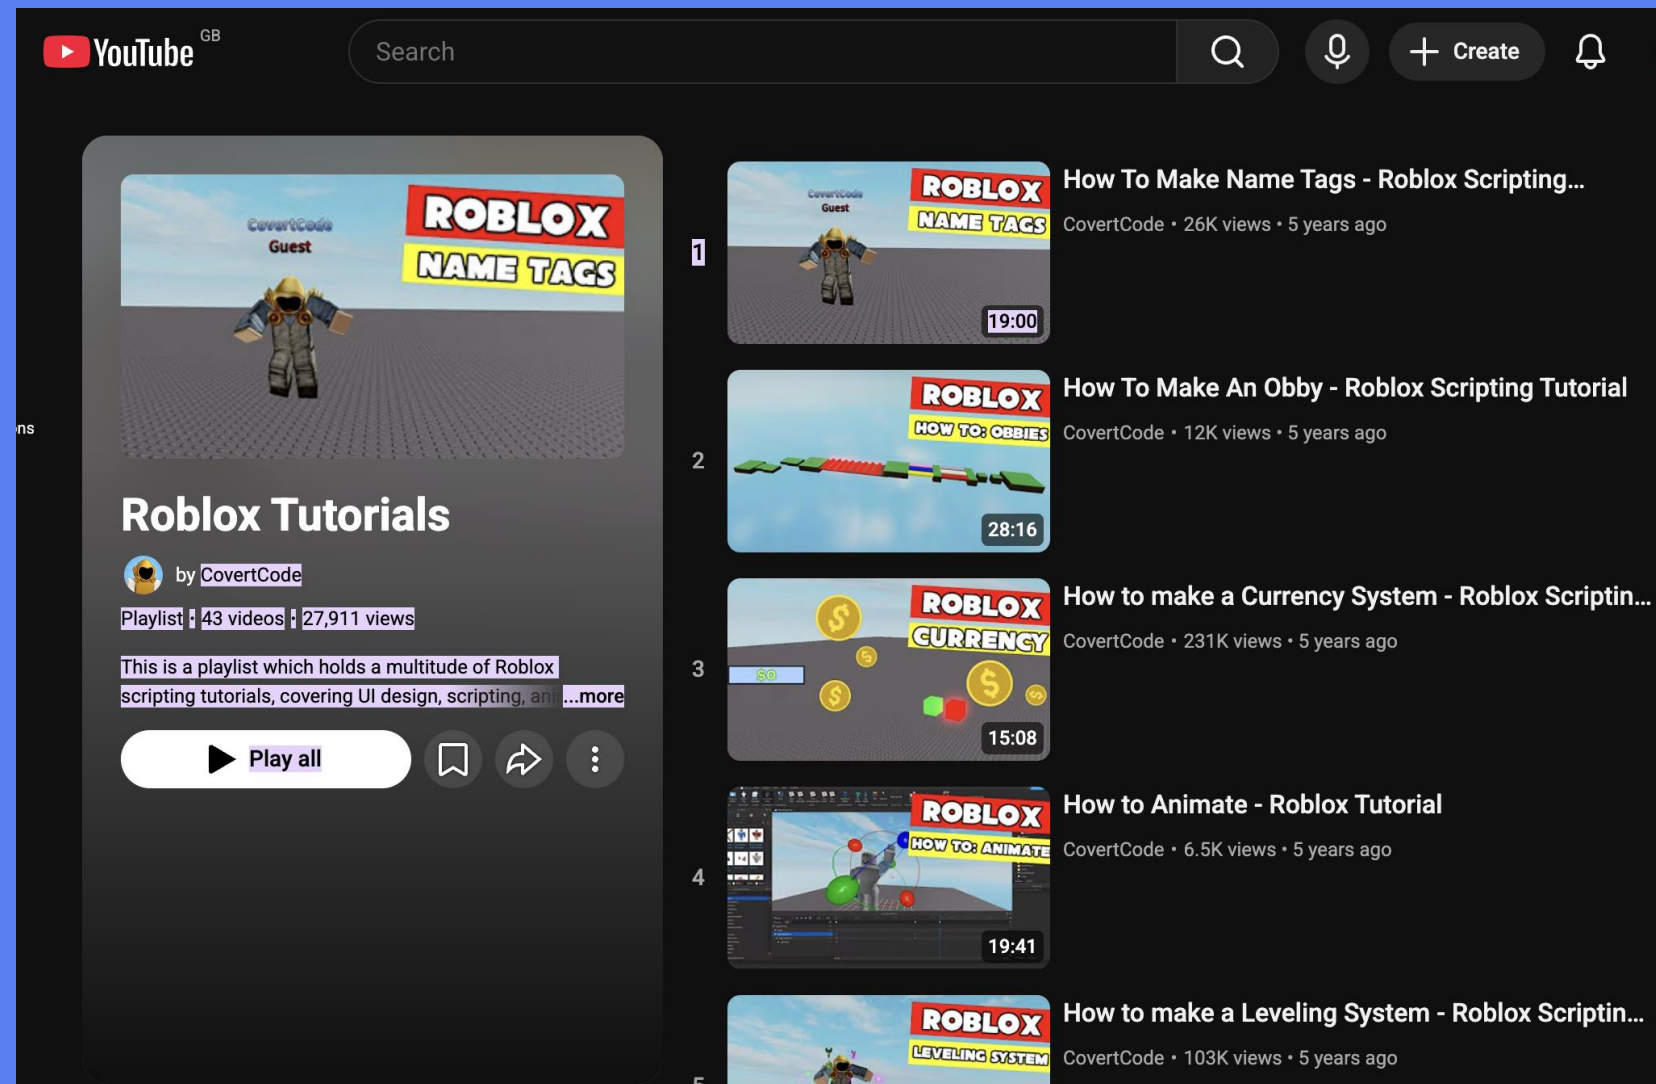 YouTube GB
Search
Create
ons
CovertCode
Guest
ROBLOX
NAME TAGS
Roblox Tutorials
by CovertCode
Playlist • 43 videos • 27,911 views
This is a playlist which holds a multitude of Roblox
scripting tutorials, covering UI design, scripting, ani...more
Play all
1
CovertCode
Guest
ROBLOX
NAME TAGS
19:00
How To Make Name Tags - Roblox Scripting...
CovertCode • 26K views • 5 years ago
2
ROBLOX
HOW TO: OBBIES
28:16
How To Make An Obby - Roblox Scripting Tutorial
CovertCode • 12K views • 5 years ago
3
ROBLOX
CURRENCY
$0
15:08
How to make a Currency System - Roblox Scriptin...
CovertCode • 231K views • 5 years ago
4
ROBLOX
HOW TO: ANIMATE
19:41
How to Animate - Roblox Tutorial
CovertCode • 6.5K views • 5 years ago
5
ROBLOX
LEVELING SYSTEM
How to make a Leveling System - Roblox Scriptin...
CovertCode • 103K views • 5 years ago